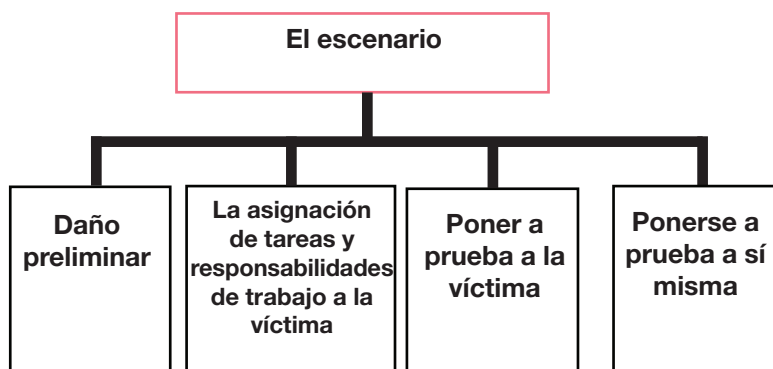 El escenario
Daño
preliminar
La asignación
de tareas y
responsabilidades
de trabajo a la
víctima
Poner a
prueba a la
víctima
Ponerse a
prueba a sí
misma